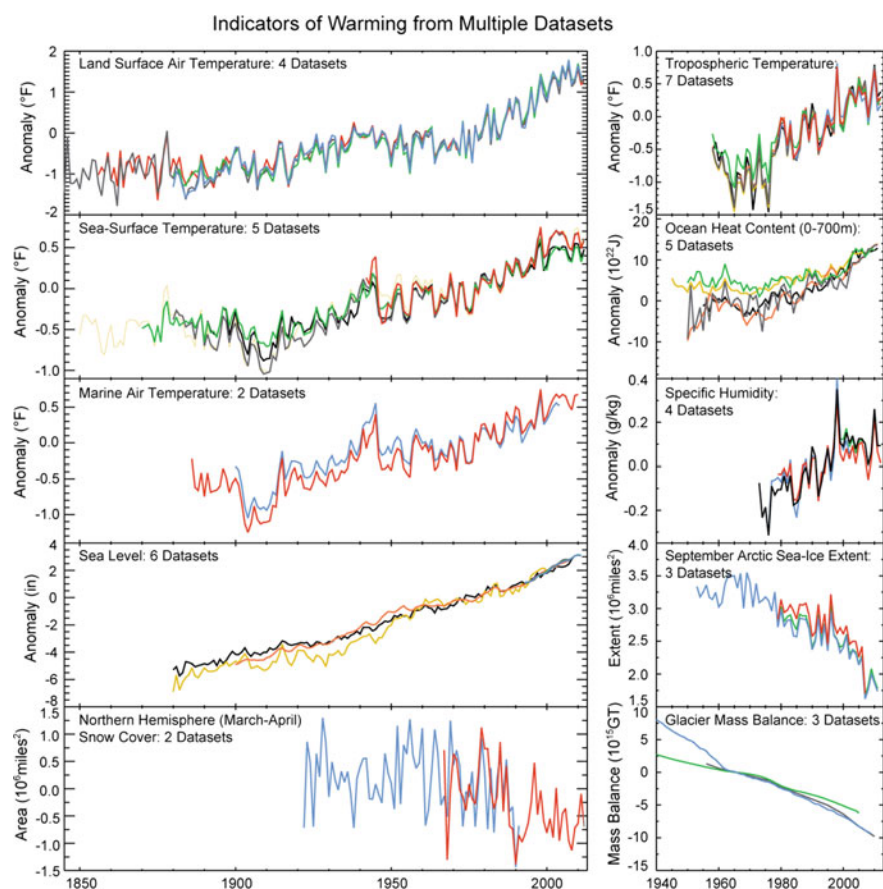 Indicators of Warming from Multiple Datasets
Land Surface Air Temperature: 4 Datasets
Anomaly (°F)
2
1
0
-1
2
Sea-Surface Temperature: 5 Datasets
Anomaly (°F)
0.5
0.0
-0.5
-1.0
Marine Air Temperature: 2 Datasets
Anomaly (°F)
0.5
0.0
-0.5
-1.0
Sea Level: 6 Datasets
Anomaly (in)
4
2
0
-2
-4
-6
-8
Northern Hemisphere (March-April)
Snow Cover: 2 Datasets
Area (10⁶miles²)
1.5
1.0
0.5
0.0
-0.5
-1.0
-1.5
1850
1900
1950
2000
Tropospheric Temperature:
7 Datasets
Anomaly (°F)
1.0
0.5
0.0
-0.5
-1.0
-1.5
Ocean Heat Content (0-700m):
5 Datasets
Anomaly (10²²J)
20
10
0
-10
Specific Humidity:
4 Datasets
Anomaly (g/kg)
0.4
0.2
0.0
-0.2
September Arctic Sea-Ice Extent:
3 Datasets
Extent (10⁶miles²)
4.0
3.5
3.0
2.5
2.0
1.5
Glacier Mass Balance: 3 Datasets
Mass Balance (10¹⁵GT)
10
5
0
-5
-10
-15
1940
1960
1980
2000